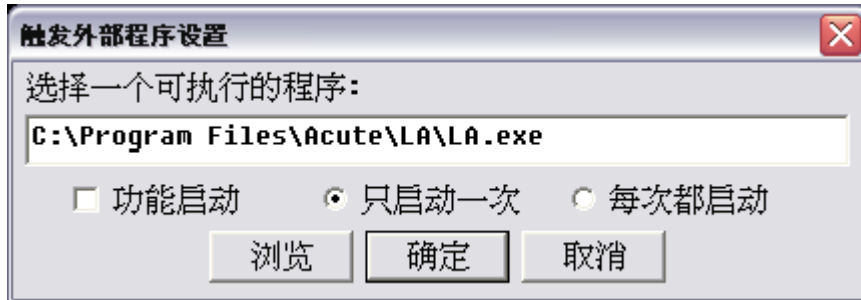 触发外部程序设置
选择一个可执行的程序:
C:\Program Files\Acute\LA\LA.exe
功能启动 只启动一次 每次都启动
浏览 确定 取消